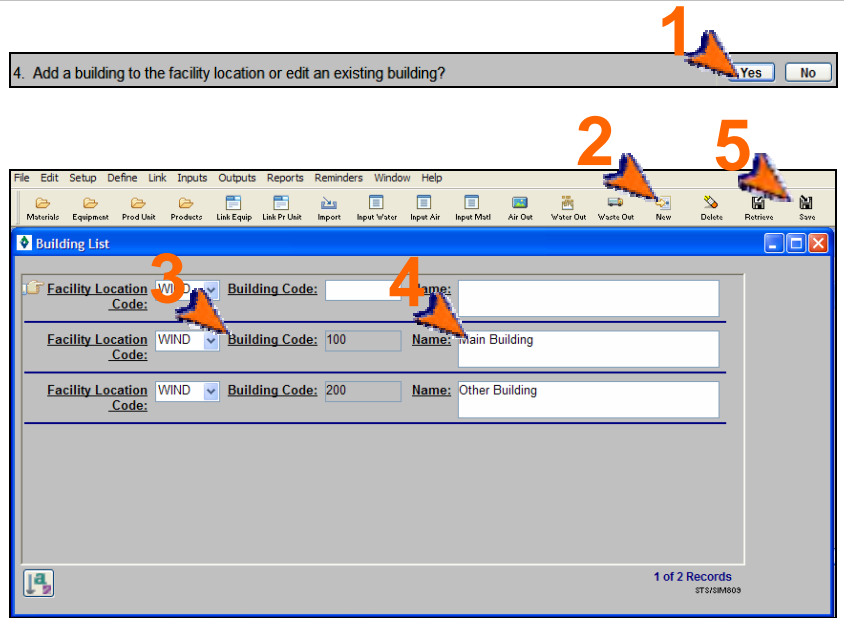 1
4. Add a building to the facility location or edit an existing building?
Yes
No
2
5
File Edit Setup Define Link Inputs Outputs Reports Reminders Window Help
Materials Equipment Prod Unit Products Link Equip Link Pr Unit Import Input Water Input Air Input Matl Air Out Water Out Waste Out New Delete Retrieve Save
Building List
3
4
Facility Location Code: WIND Building Code: Name:
Facility Location Code: WIND Building Code: 100 Name: Main Building
Facility Location Code: WIND Building Code: 200 Name: Other Building
1 of 2 Records
STS/SIM809